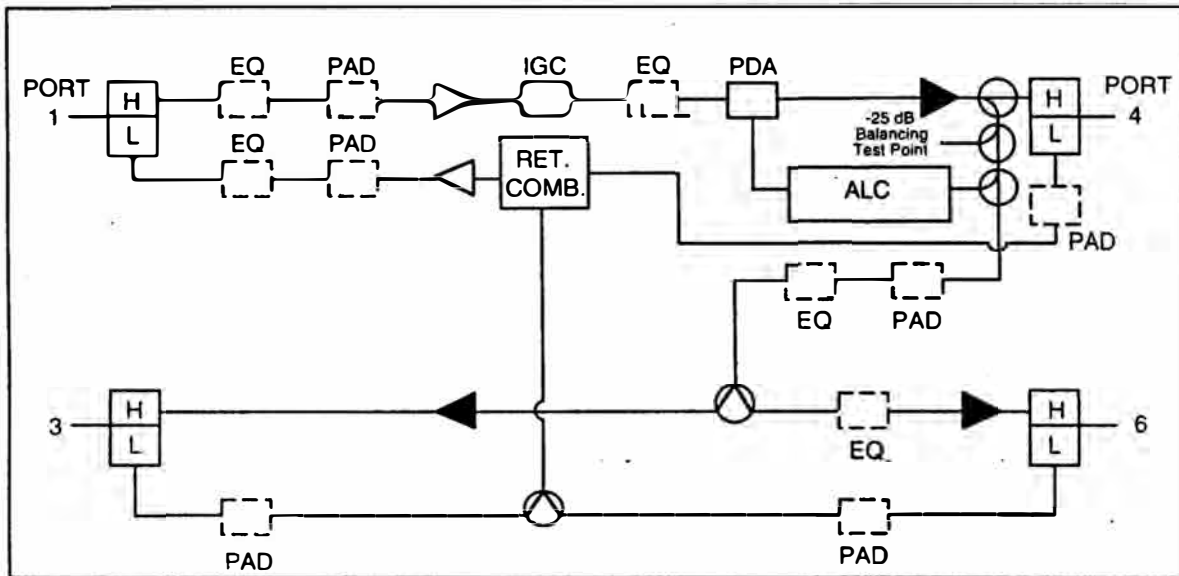 EQ PAD IGC EQ PDA
PORT 1
H
L
EQ PAD
RET.
COMB.
-25 dB
Balancing
Test Point
ALC
H
L
PORT
4
PAD
EQ PAD
3
H
L
EQ
H
L
6
PAD
PAD